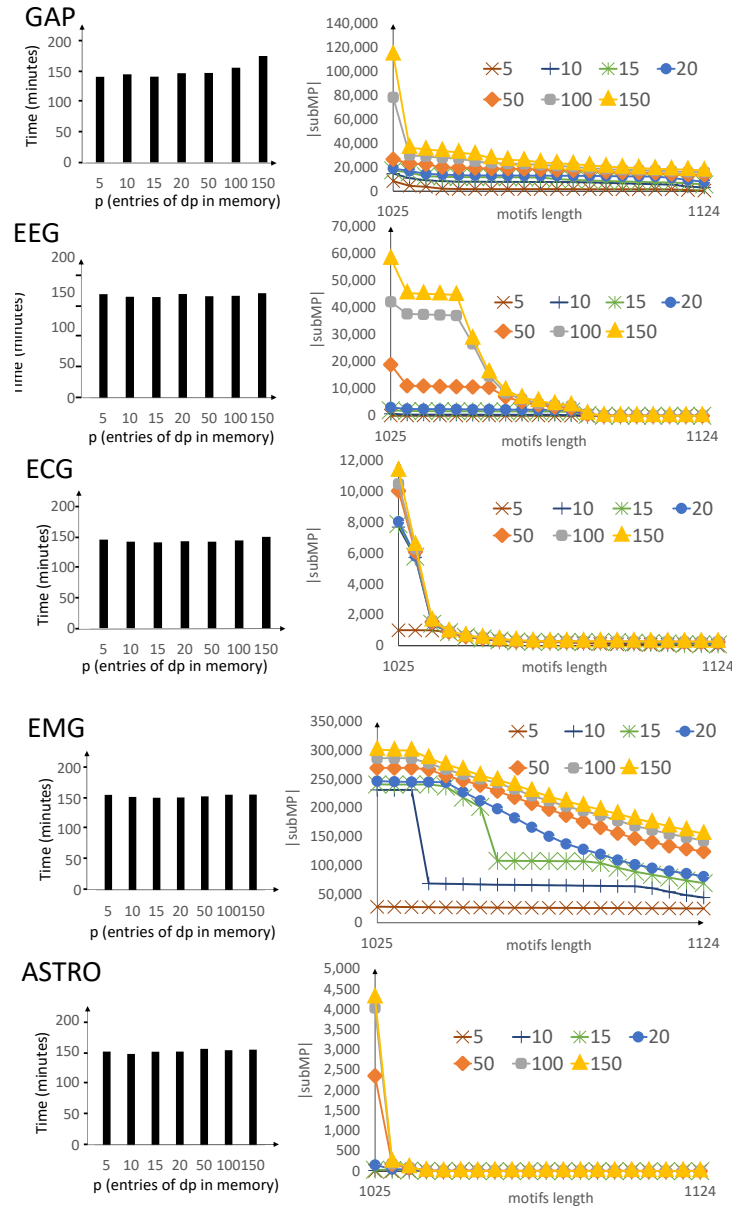 GAP
Time (minutes)
200
150
100
50
0
5 10 15 20 50 100 150
p (entries of dp in memory)
|subMP|
140,000
120,000
100,000
80,000
60,000
40,000
20,000
0
5 10 15 20
50 100 150
1025 motifs length 1124
EEG
Time (minutes)
200
150
100
50
0
5 10 15 20 50 100 150
p (entries of dp in memory)
|subMP|
70,000
60,000
50,000
40,000
30,000
20,000
10,000
0
5 10 15 20
50 100 150
1025 motifs length 1124
ECG
Time (minutes)
200
150
100
50
0
5 10 15 20 50 100 150
p (entries of dp in memory)
|subMP|
12,000
10,000
8,000
6,000
4,000
2,000
0
5 10 15 20
50 100 150
1025 motifs length 1124
EMG
Time (minutes)
200
150
100
50
0
5 10 15 20 50 100 150
p (entries of dp in memory)
|subMP|
350,000
300,000
250,000
200,000
150,000
100,000
50,000
0
5 10 15 20
50 100 150
1025 motifs length 1124
ASTRO
Time (minutes)
200
150
100
50
0
5 10 15 20 50 100 150
p (entries of dp in memory)
|subMP|
5,000
4,500
4,000
3,500
3,000
2,500
2,000
1,500
1,000
500
0
5 10 15 20
50 100 150
1025 motifs length 1124